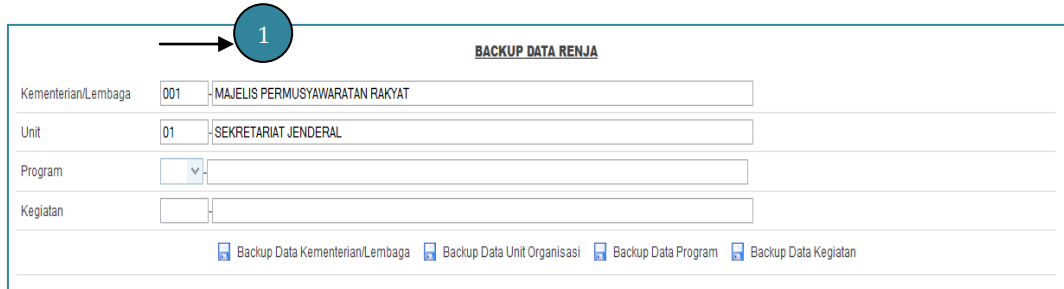 1
BACKUP DATA RENJA
Kementerian/Lembaga 001 - MAJELIS PERMUSYAWARATAN RAKYAT
Unit 01 - SEKRETARIAT JENDERAL
Program -
Kegiatan -
Backup Data Kementerian/Lembaga Backup Data Unit Organisasi Backup Data Program Backup Data Kegiatan